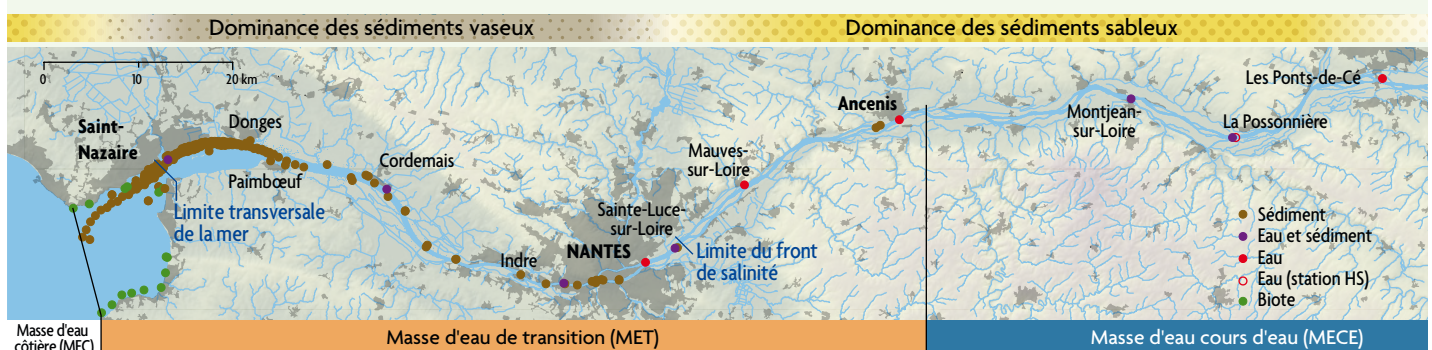 Dominance des sédiments vaseux
Dominance des sédiments sableux
0 10 20 km
Saint-
Nazaire
Donges
Paimbœuf
Cordemais
Limite transversale
de la mer
Indre
NANTES
Sainte-Luce-
sur-Loire
Mauves-
sur-Loire
Limite du front
de salinité
Ancenis
Montjean-
sur-Loire
La Possonnière
Les Ponts-de-Cé
Sédiment
Eau et sédiment
Eau
Eau (station HS)
Biote
Masse d'eau
côtière (MEC)
Masse d'eau de transition (MET)
Masse d'eau cours d'eau (MECE)